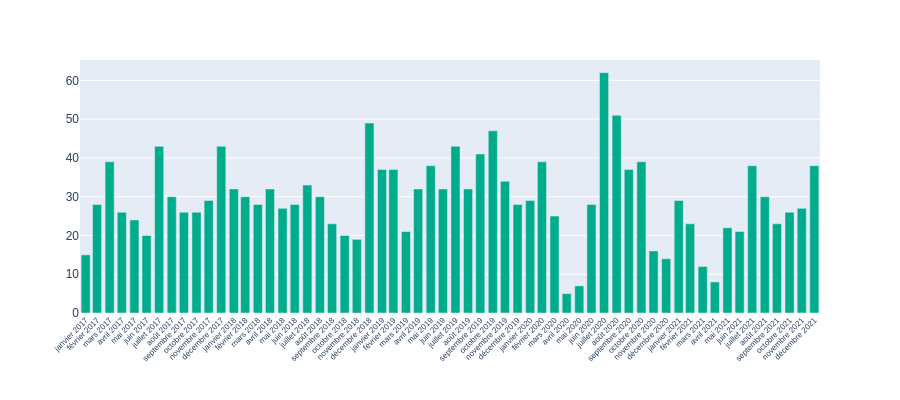 60
50
40
30
20
10
0
janvier 2017
février 2017
mars 2017
avril 2017
mai 2017
juin 2017
juillet 2017
août 2017
septembre 2017
octobre 2017
novembre 2017
décembre 2017
janvier 2018
février 2018
mars 2018
avril 2018
mai 2018
juin 2018
juillet 2018
août 2018
septembre 2018
octobre 2018
novembre 2018
décembre 2018
janvier 2019
février 2019
mars 2019
avril 2019
mai 2019
juin 2019
juillet 2019
août 2019
septembre 2019
octobre 2019
novembre 2019
décembre 2019
janvier 2020
février 2020
mars 2020
avril 2020
mai 2020
juin 2020
juillet 2020
août 2020
septembre 2020
octobre 2020
novembre 2020
décembre 2020
janvier 2021
février 2021
mars 2021
avril 2021
mai 2021
juin 2021
juillet 2021
août 2021
septembre 2021
octobre 2021
novembre 2021
décembre 2021